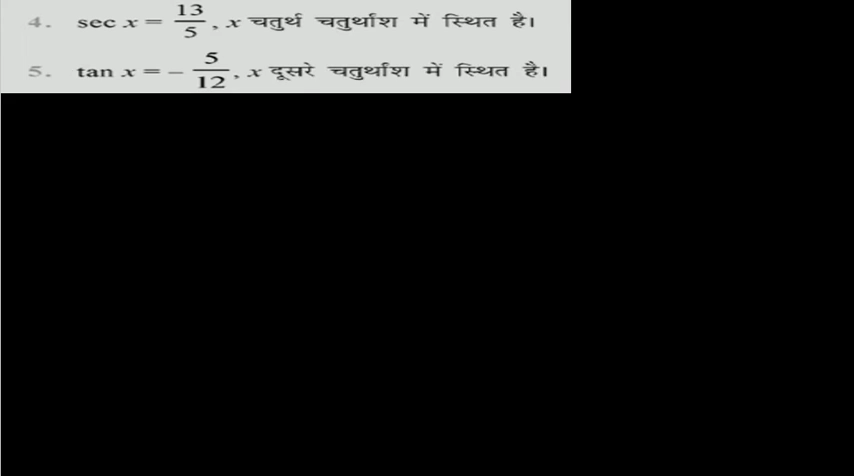 4. sec x = 13/5, x चतुर्थ चतुर्थांश में स्थित है।
5. tan x = – 5/12, x दूसरे चतुर्थांश में स्थित है।